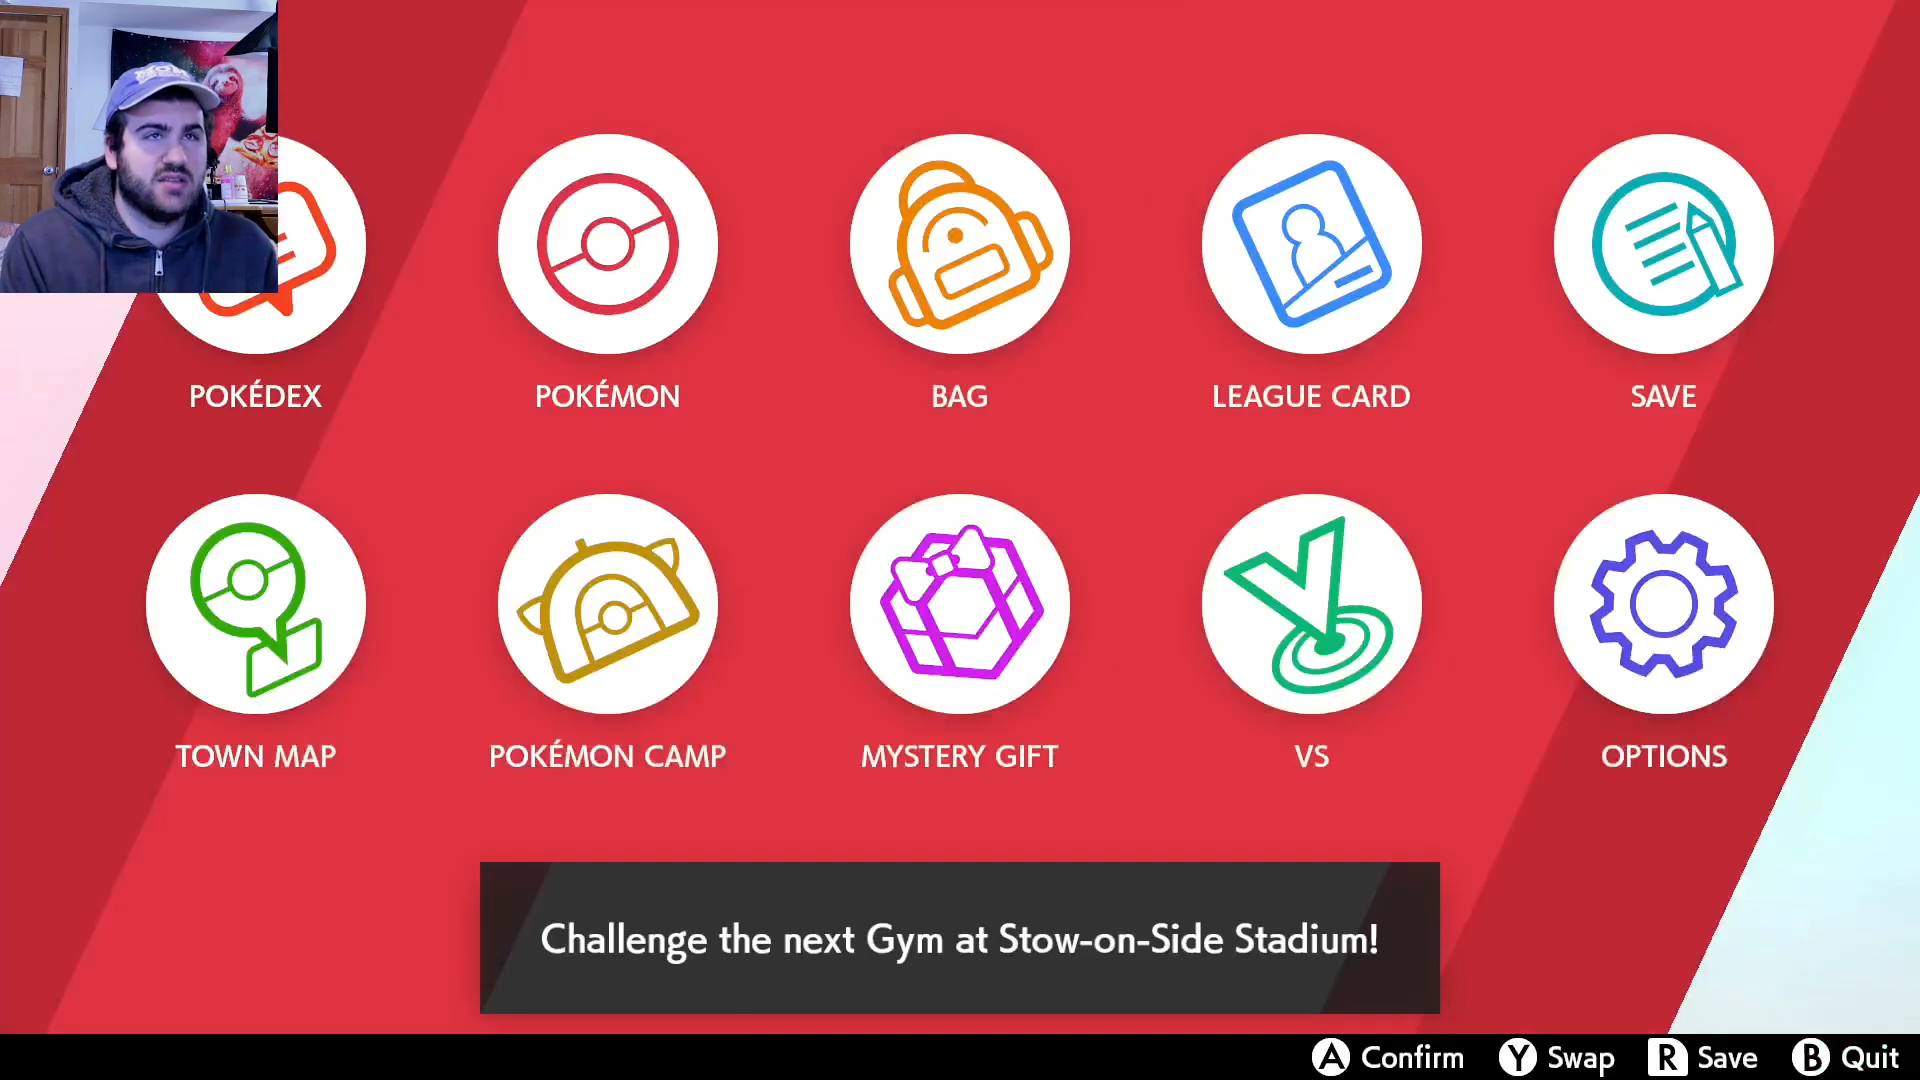 POKÉDEX
POKÉMON
BAG
LEAGUE CARD
SAVE
TOWN MAP
POKÉMON CAMP
MYSTERY GIFT
VS
OPTIONS
Challenge the next Gym at Stow-on-Side Stadium!
A Confirm Y Swap R Save B Quit